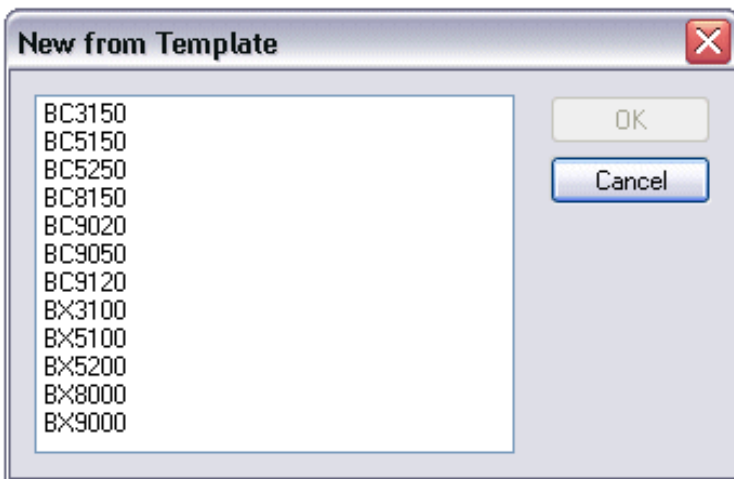 New from Template
BC3150
BC5150
BC5250
BC8150
BC9020
BC9050
BC9120
BX3100
BX5100
BX5200
BX8000
BX9000
OK
Cancel